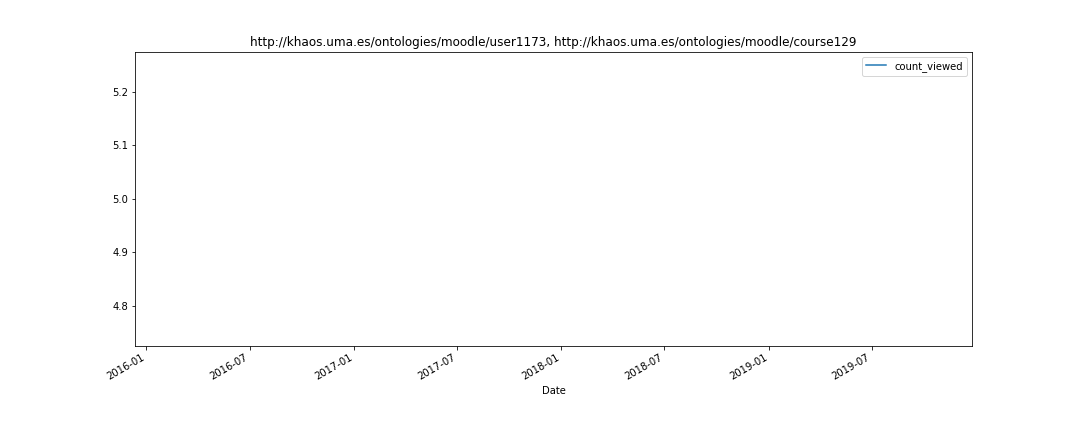 http://khaos.uma.es/ontologies/moodle/user1173, http://khaos.uma.es/ontologies/moodle/course129
count_viewed
5.2
5.1
5.0
4.9
4.8
2016-01 2016-07 2017-01 2017-07 2018-01 2018-07 2019-01 2019-07
Date